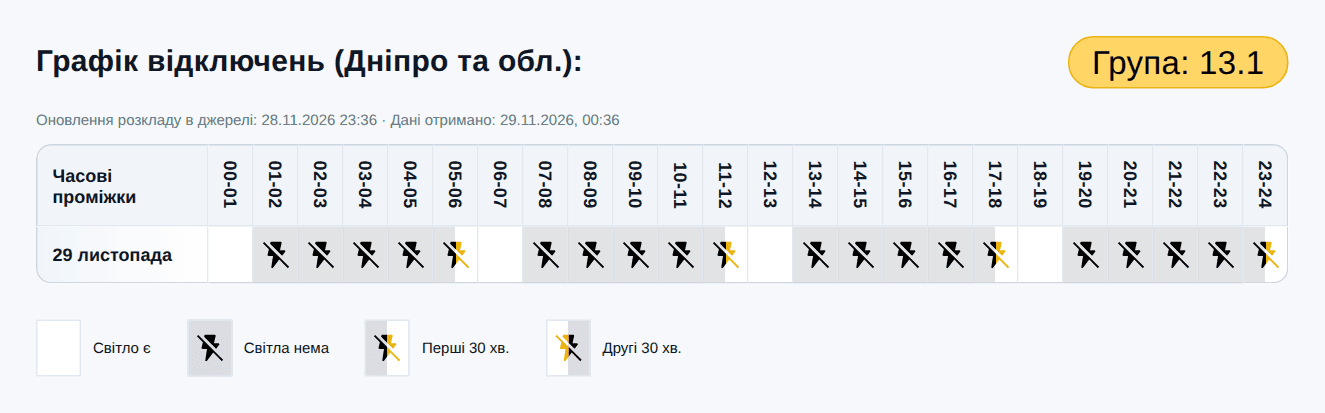 Графік відключень (Дніпро та обл.):
Група: 13.1
Оновлення розкладу в джерелі: 28.11.2026 23:36 · Дані отримано: 29.11.2026, 00:36
Часові
проміжки
00-01
01-02
02-03
03-04
04-05
05-06
06-07
07-08
08-09
09-10
10-11
11-12
12-13
13-14
14-15
15-16
16-17
17-18
18-19
19-20
20-21
21-22
22-23
23-24
29 листопада
Світло є
Світла нема
Перші 30 хв.
Другі 30 хв.